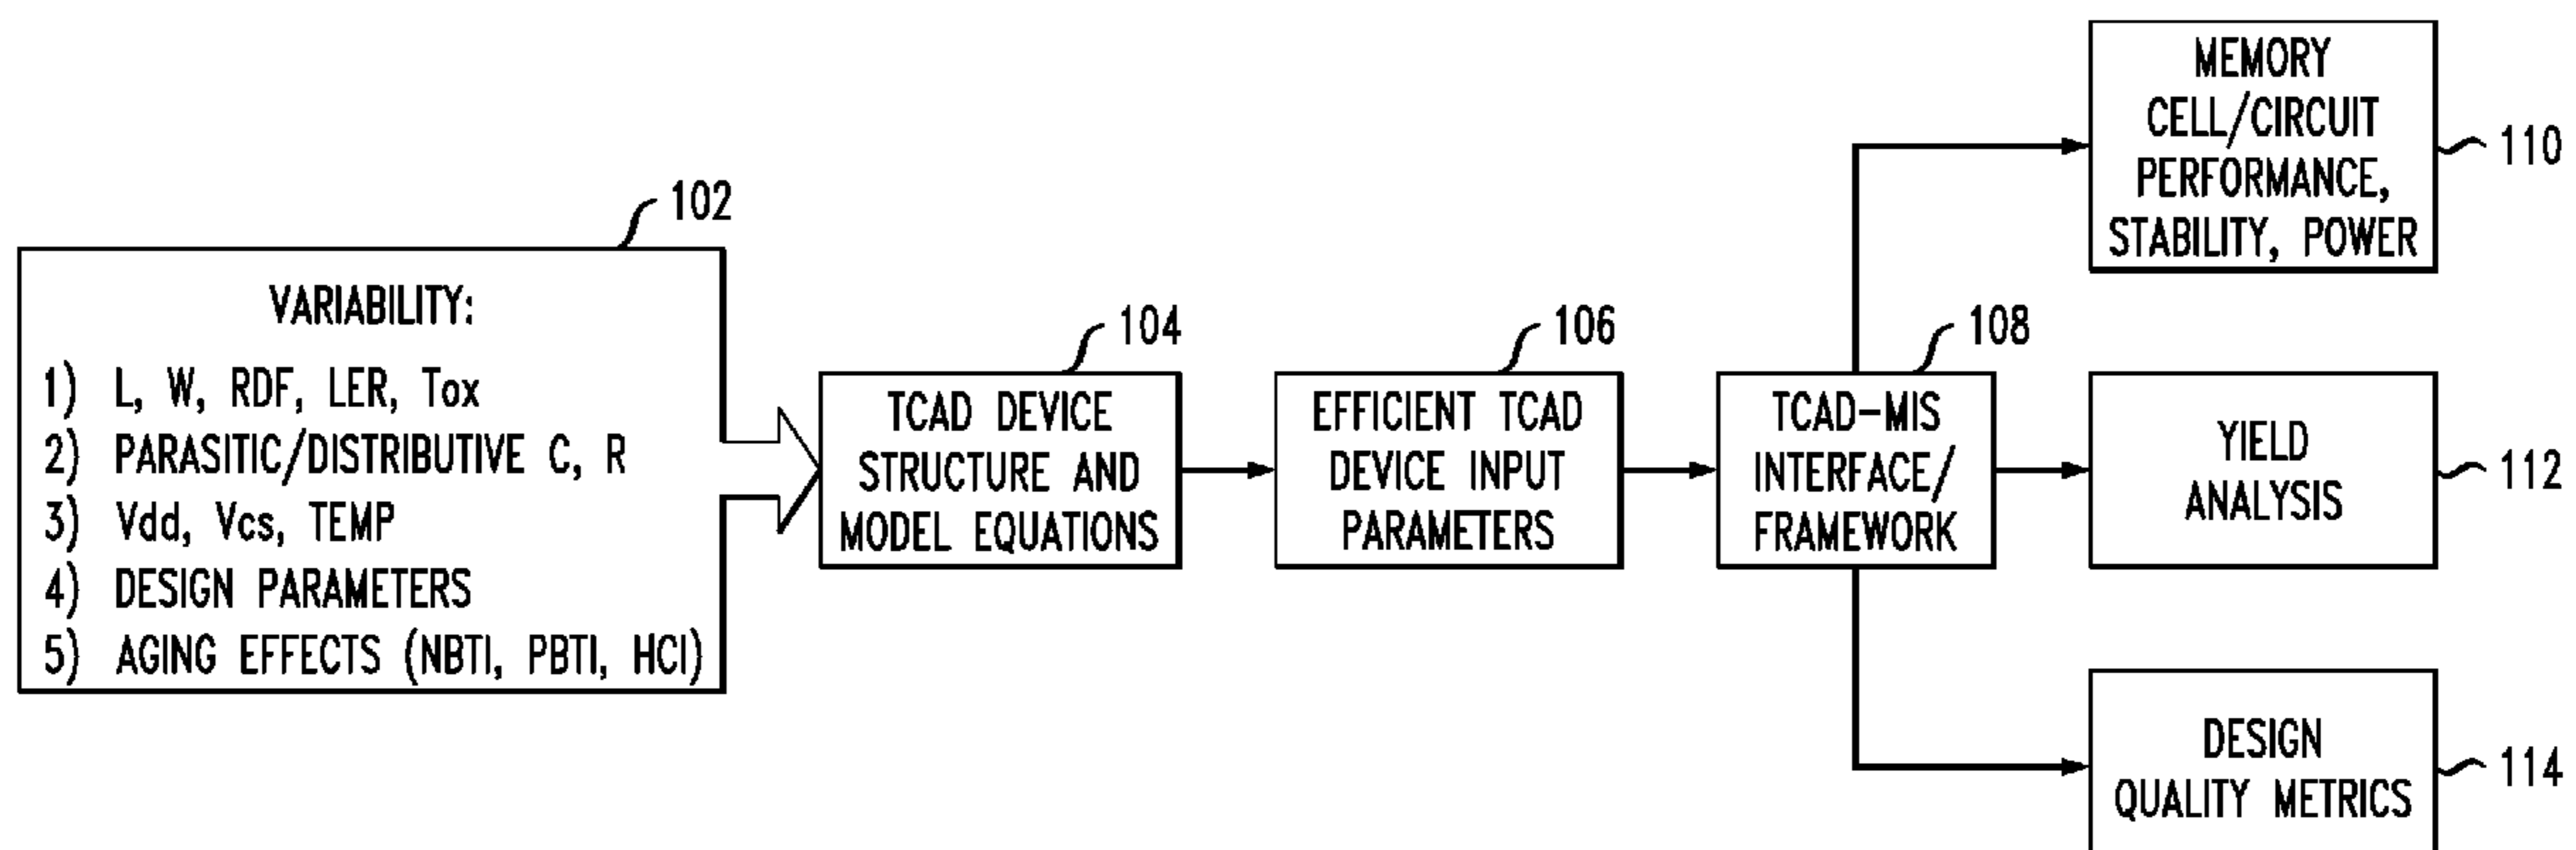 102
VARIABILITY:
1) L, W, RDF, LER, Tox
2) PARASITIC/DISTRIBUTIVE C, R
3) Vdd, Vcs, TEMP
4) DESIGN PARAMETERS
5) AGING EFFECTS (NBTI, PBTI, HCI)
104
TCAD DEVICE
STRUCTURE AND
MODEL EQUATIONS
106
EFFICIENT TCAD
DEVICE INPUT
PARAMETERS
108
TCAD-MIS
INTERFACE/
FRAMEWORK
MEMORY
CELL/CIRCUIT
PERFORMANCE,
STABILITY, POWER
110
YIELD
ANALYSIS
112
DESIGN
QUALITY METRICS
114